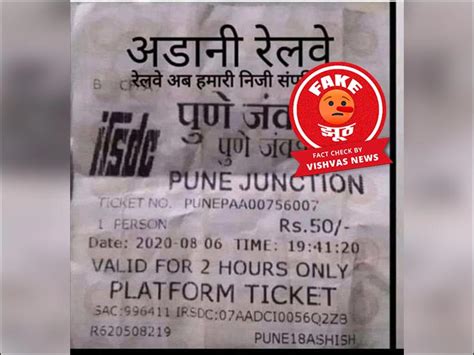 अडानी रेलवे
रेलवे अब हमारी निजी
FAKE
झूठ
FACT CHECK BY
VISHVAS NEWS
irsdc
पुणे
पुणे
PUNE JUNCTION
TICKET NO. PUNEPAA00756007
1 PERSON Rs.50/-
Date: 2020-08-06 TIME: 19:41:20
VALID FOR 2 HOURS ONLY
PLATFORM TICKET
SAC:996411 IRSDC:07AADCI0056Q2ZB
R620508219 PUNE18ASHISH